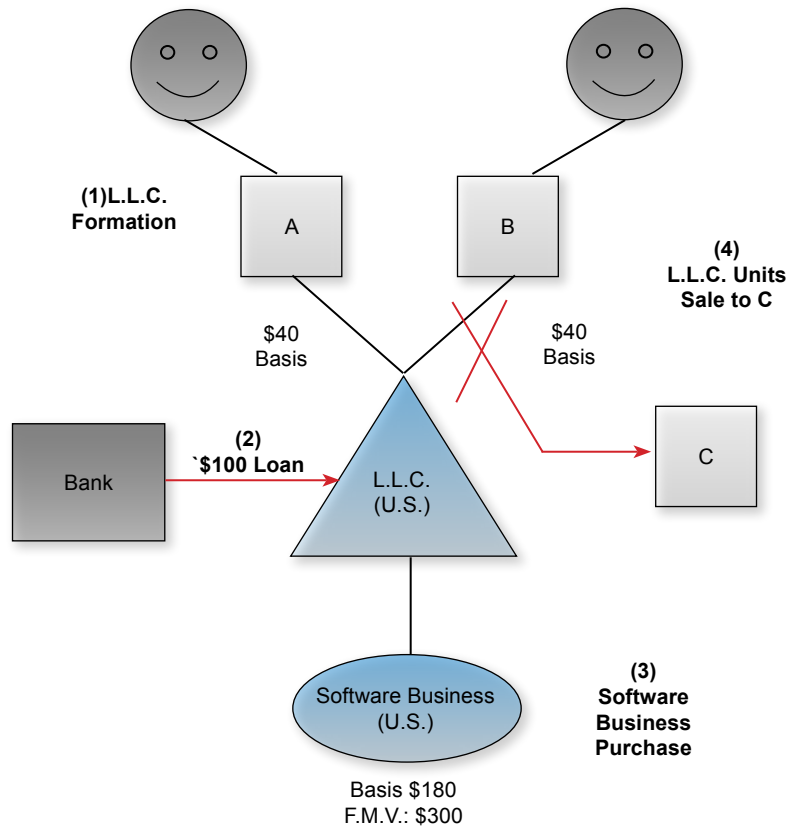 (1)L.L.C.
Formation
A
B
(4)
L.L.C. Units
Sale to C
$40
Basis
$40
Basis
Bank
(2)
`$100 Loan
L.L.C.
(U.S.)
C
Software Business
(U.S.)
(3)
Software
Business
Purchase
Basis $180
F.M.V.: $300